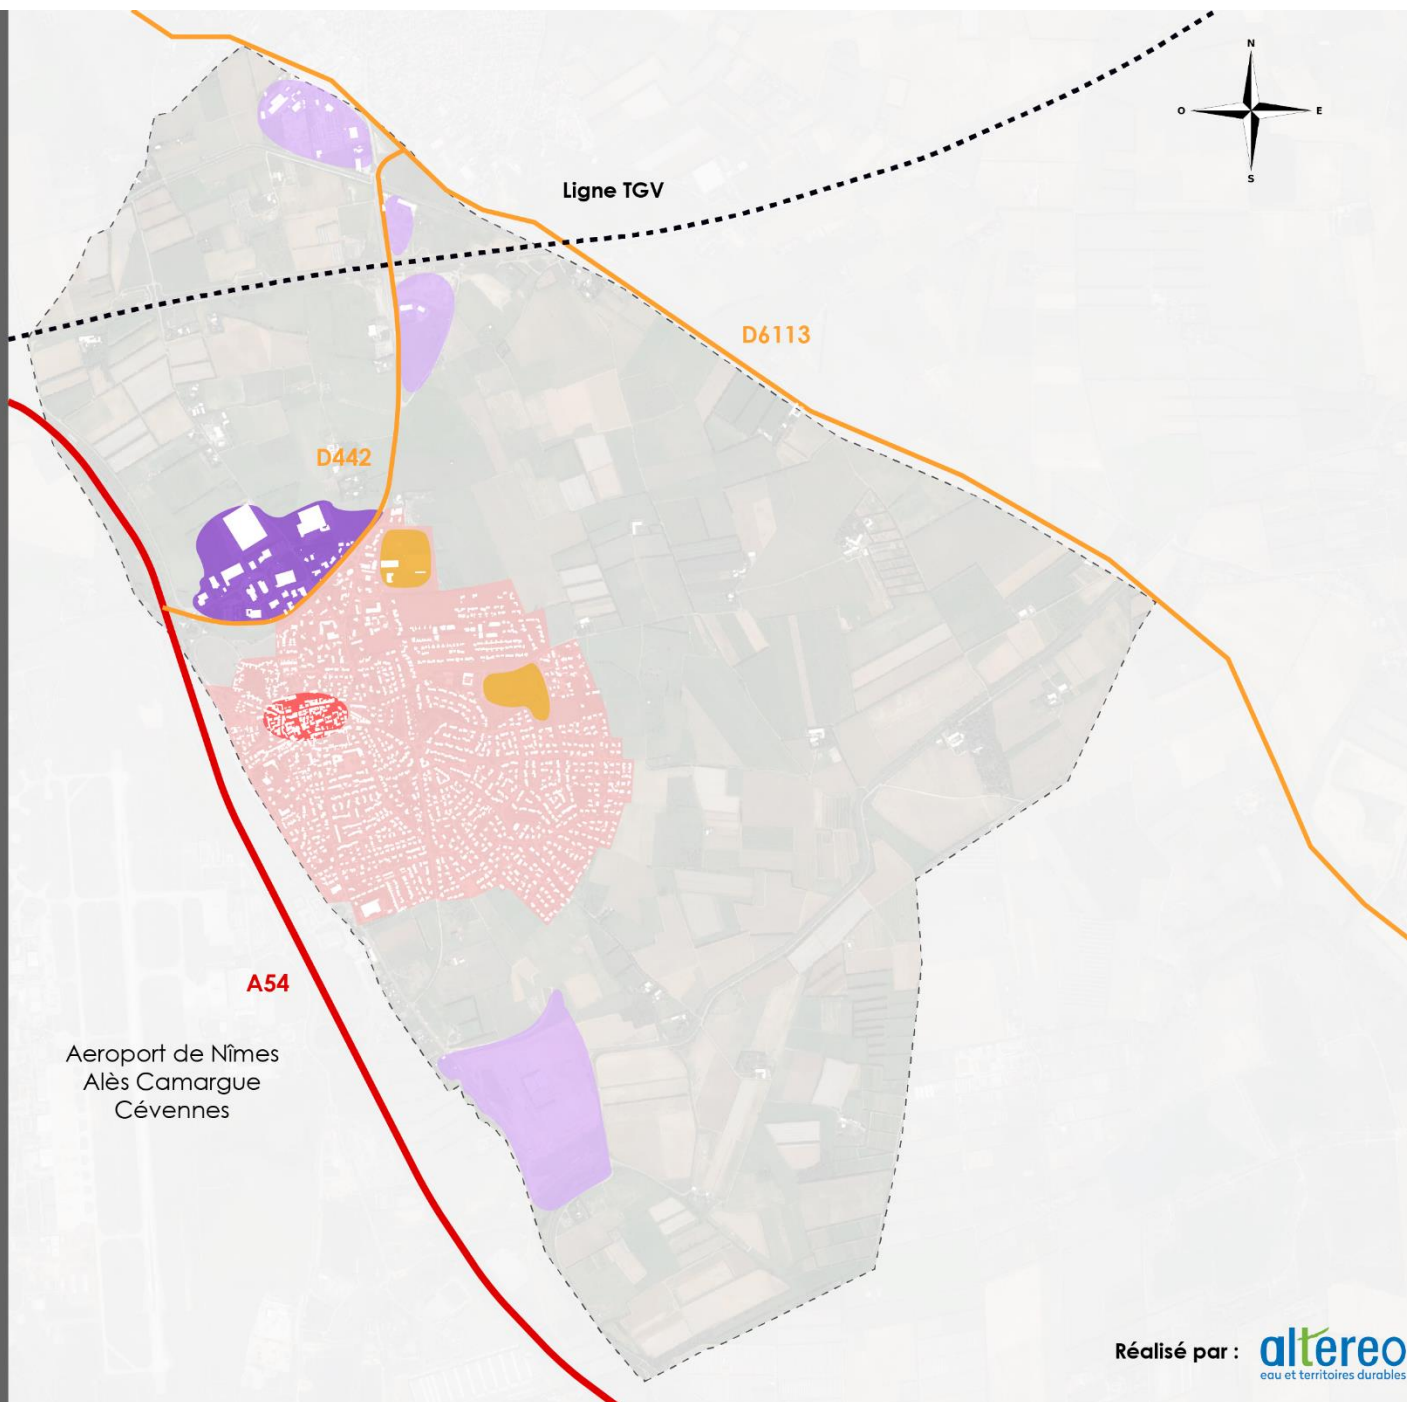 N
O
E
S
Ligne TGV
D6113
D442
A54
Aeroport de Nîmes
Alès Camargue
Cévennes
Réalisé par :
altereo
eau et territoires durables